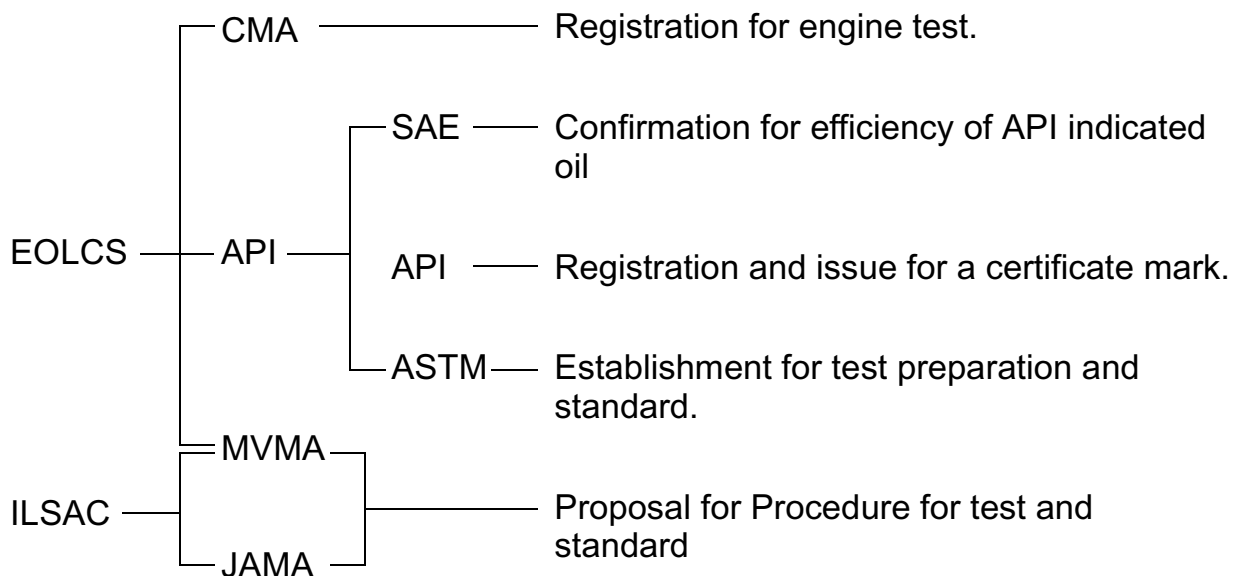 CMA
Registration for engine test.
SAE
Confirmation for efficiency of API indicated
oil
EOLCS
API
API
Registration and issue for a certificate mark.
ASTM
Establishment for test preparation and
standard.
MVMA
ILSAC
Proposal for Procedure for test and
standard
JAMA